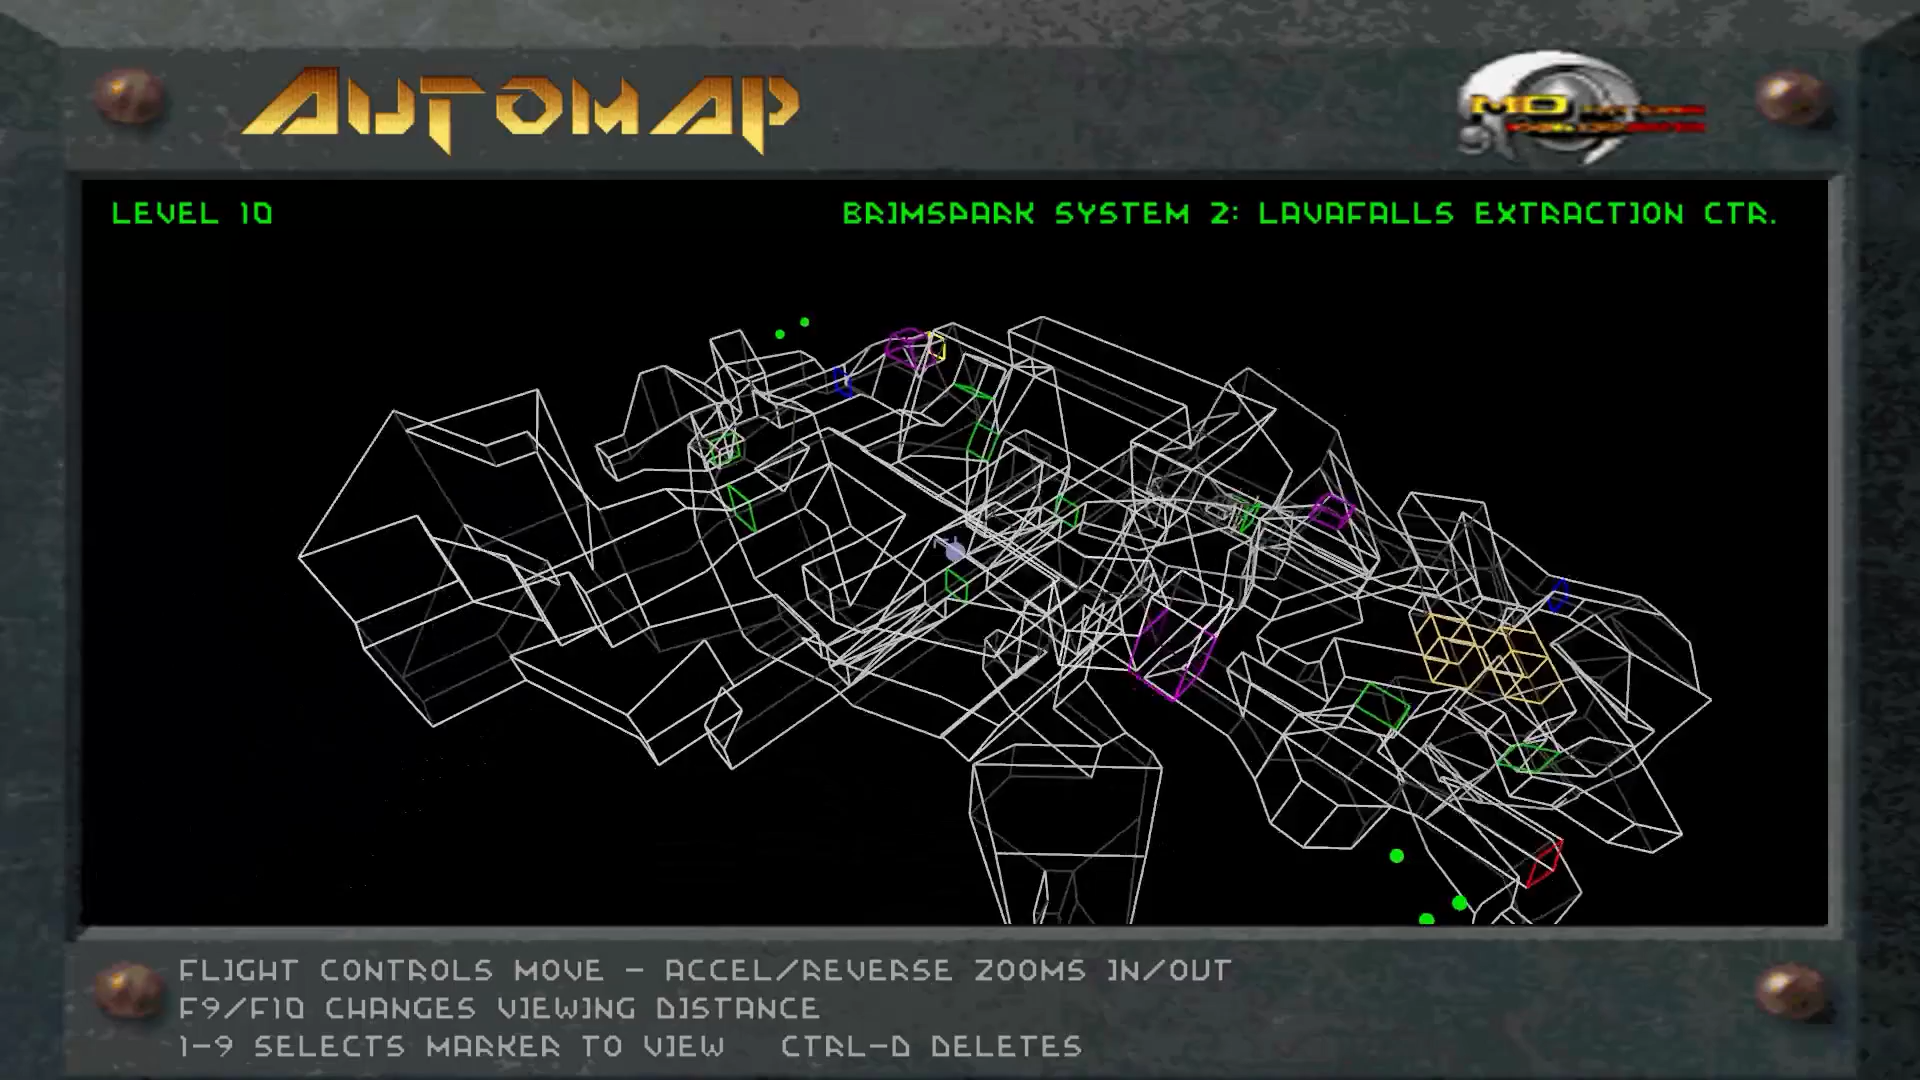 AUTOMAP
MD
LEVEL 10
BRIMSPARK SYSTEM 2: LAVAFALLS EXTRACTION CTR.
FLIGHT CONTROLS MOVE - ACCEL/REVERSE ZOOMS IN/OUT
F9/F10 CHANGES VIEWING DISTANCE
1-9 SELECTS MARKER TO VIEW CTRL-D DELETES